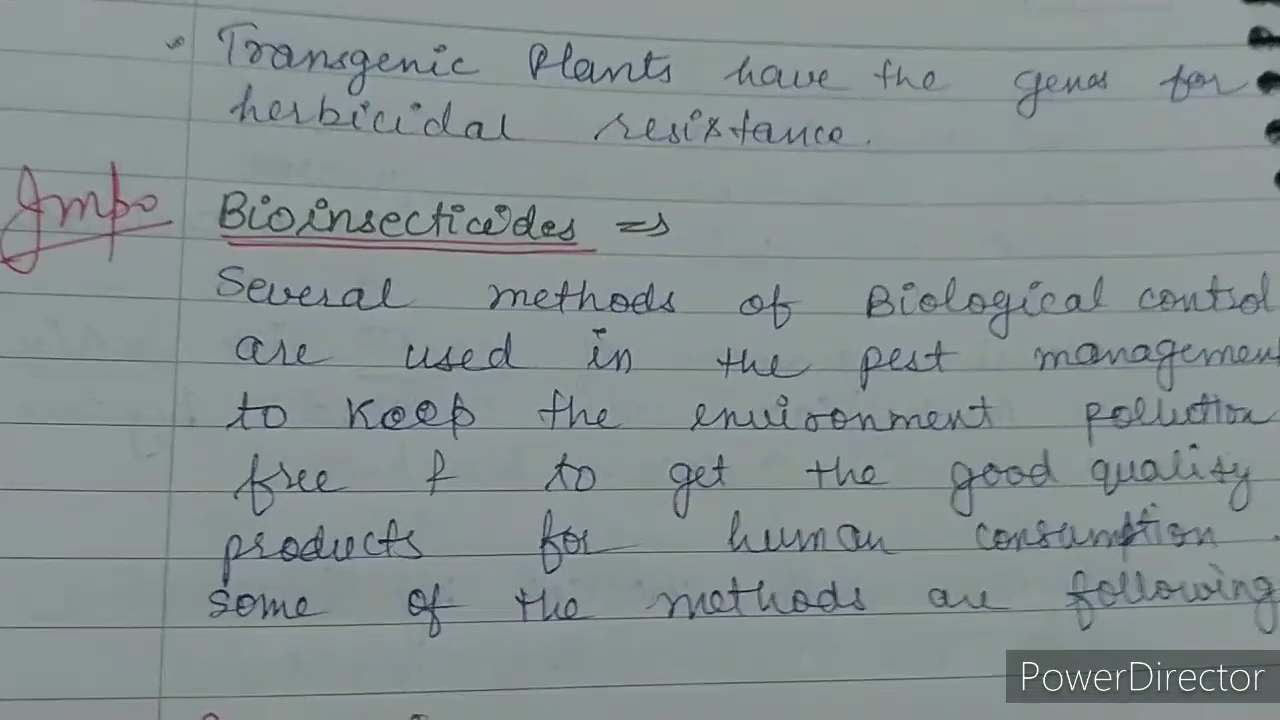 Transgenic Plants have the genes for
herbicidal resistance.
Impo Bioinsecticides ⇒
Several methods of Biological control
are used in the pest management
to Keep the environment pollution
free & to get the good quality
products for human consumption.
some of the methods are following
PowerDirector